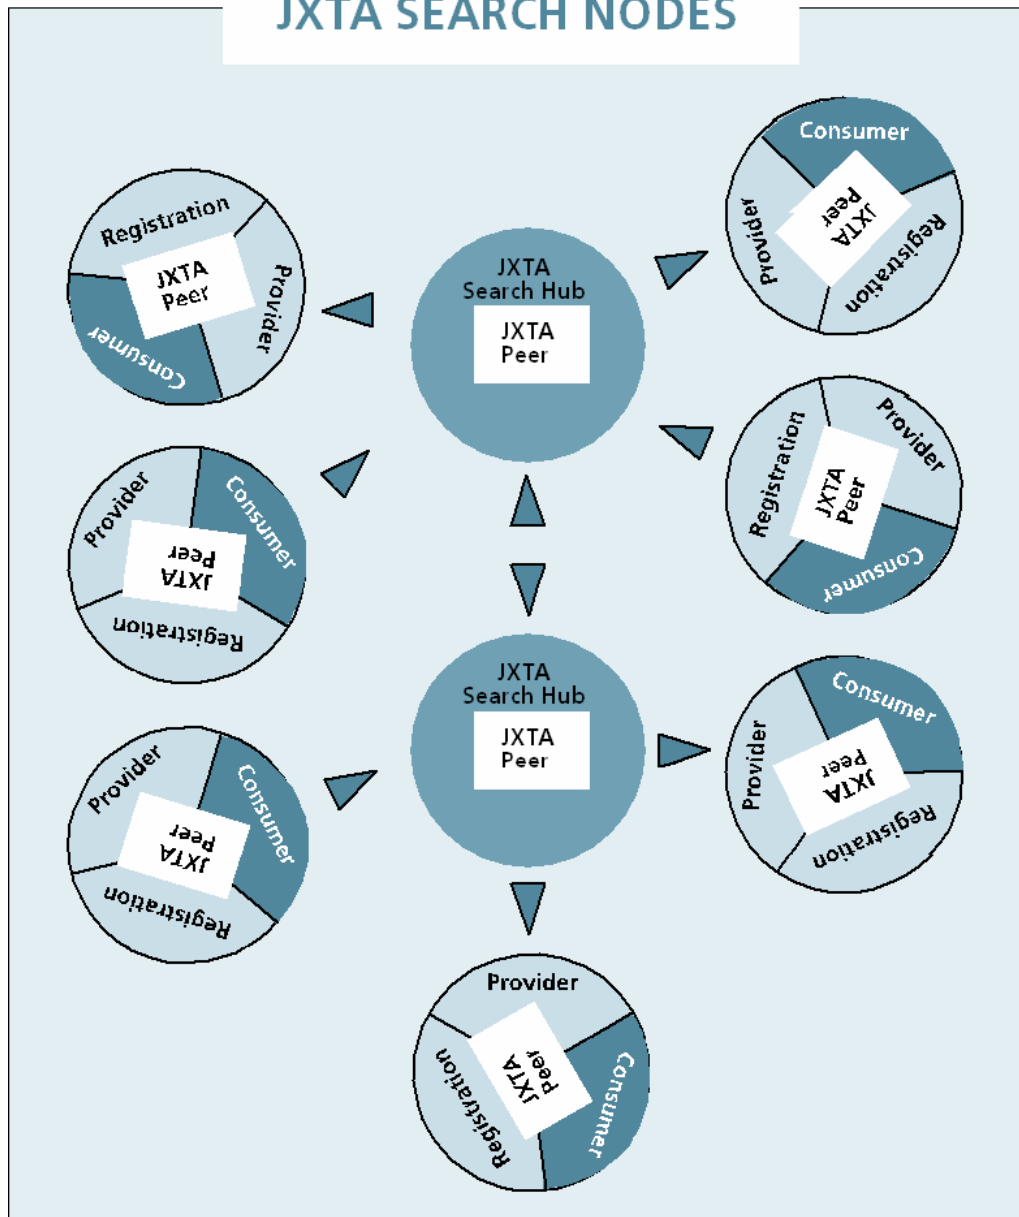 JXTA SEARCH NODES
Consumer
Provider
JXTA
Peer
Registration
Registration
JXTA
Peer
Provider
Consumer
JXTA
Search Hub
JXTA
Peer
Provider
Registration
JXTA
Peer
Consumer
Provider
Consumer
JXTA
Peer
Registration
JXTA
Search Hub
JXTA
Peer
Consumer
Provider
JXTA
Peer
Registration
Provider
Consumer
JXTA
Peer
Registration
Provider
JXTA
Peer
Registration
Consumer